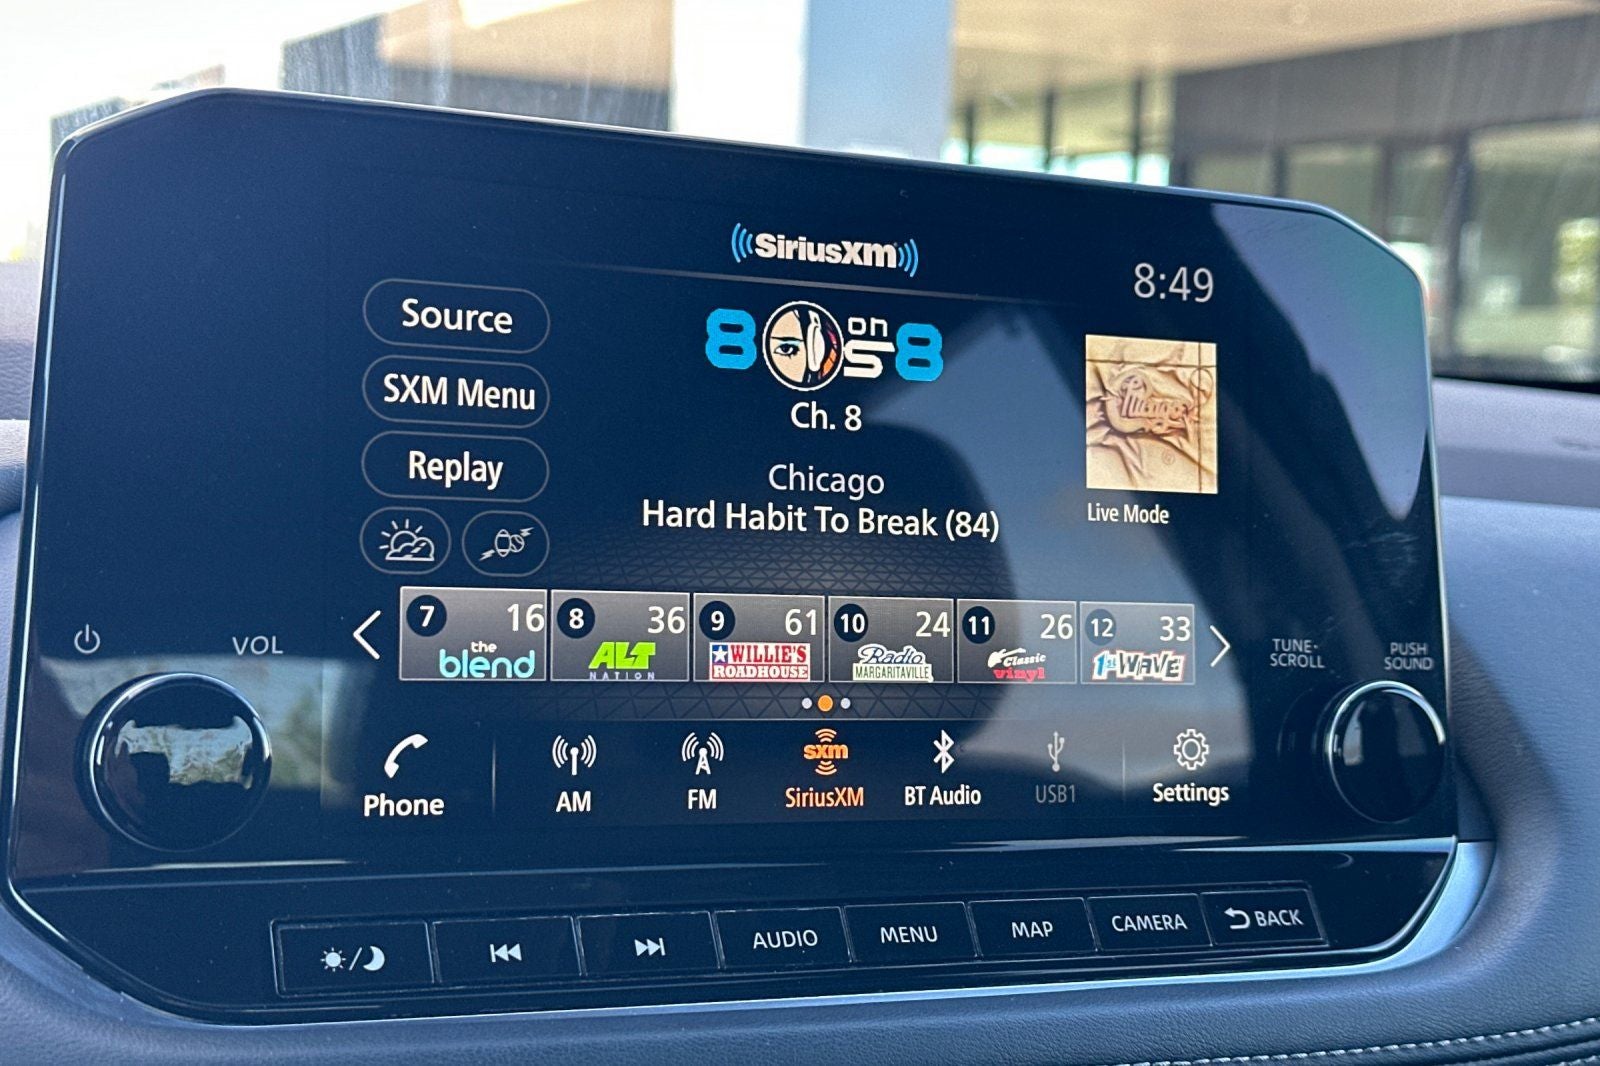 SiriusXM
8:49
Source
SXM Menu
Replay
8 on 8
Ch. 8
Chicago
Hard Habit To Break (84)
Chicago
Live Mode
VOL
TUNE·
SCROLL
PUSH
SOUND
7 16
the
blend
8 36
ALT
NATION
9 61
WILLIE'S
ROADHOUSE
10 24
Radio
MARGARITAVILLE
11 26
Classic
vinyl
12 33
1st WAVE
Phone
AM
FM
sxm
SiriusXM
BT Audio
USB1
Settings
AUDIO
MENU
MAP
CAMERA
BACK